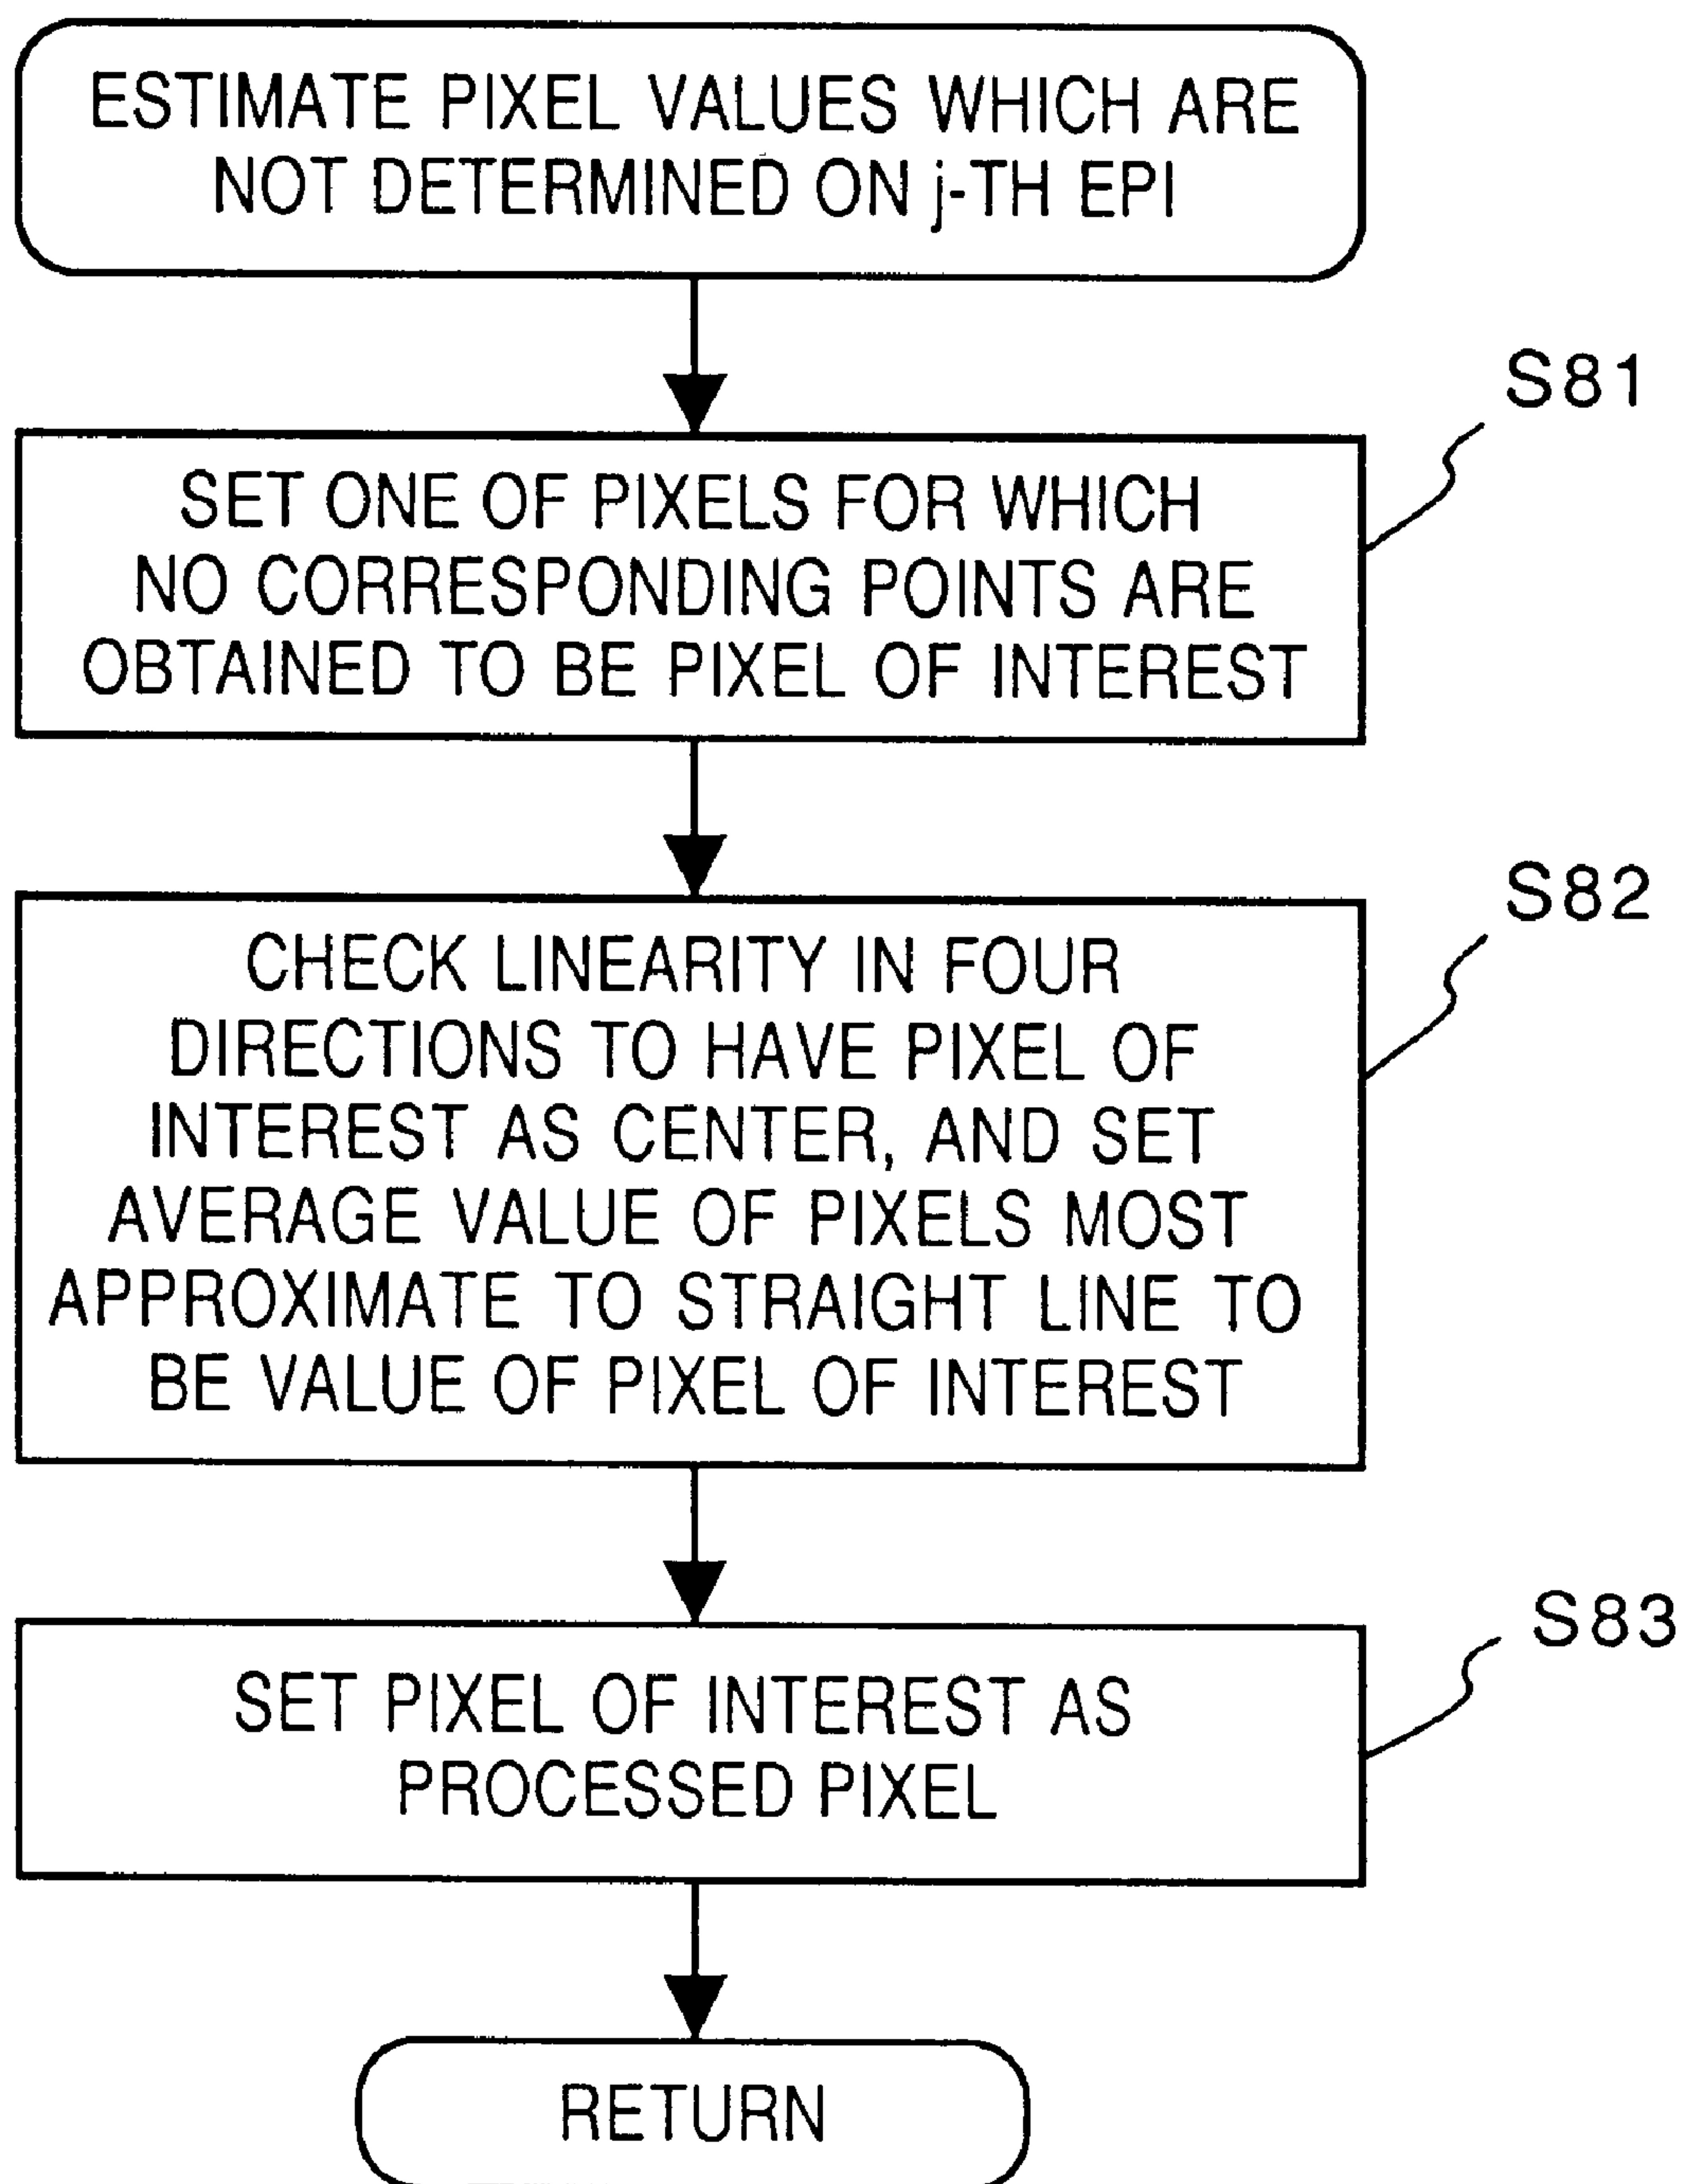 ESTIMATE PIXEL VALUES WHICH ARE
NOT DETERMINED ON j-TH EPI
S81
SET ONE OF PIXELS FOR WHICH
NO CORRESPONDING POINTS ARE
OBTAINED TO BE PIXEL OF INTEREST
S82
CHECK LINEARITY IN FOUR
DIRECTIONS TO HAVE PIXEL OF
INTEREST AS CENTER, AND SET
AVERAGE VALUE OF PIXELS MOST
APPROXIMATE TO STRAIGHT LINE TO
BE VALUE OF PIXEL OF INTEREST
S83
SET PIXEL OF INTEREST AS
PROCESSED PIXEL
RETURN